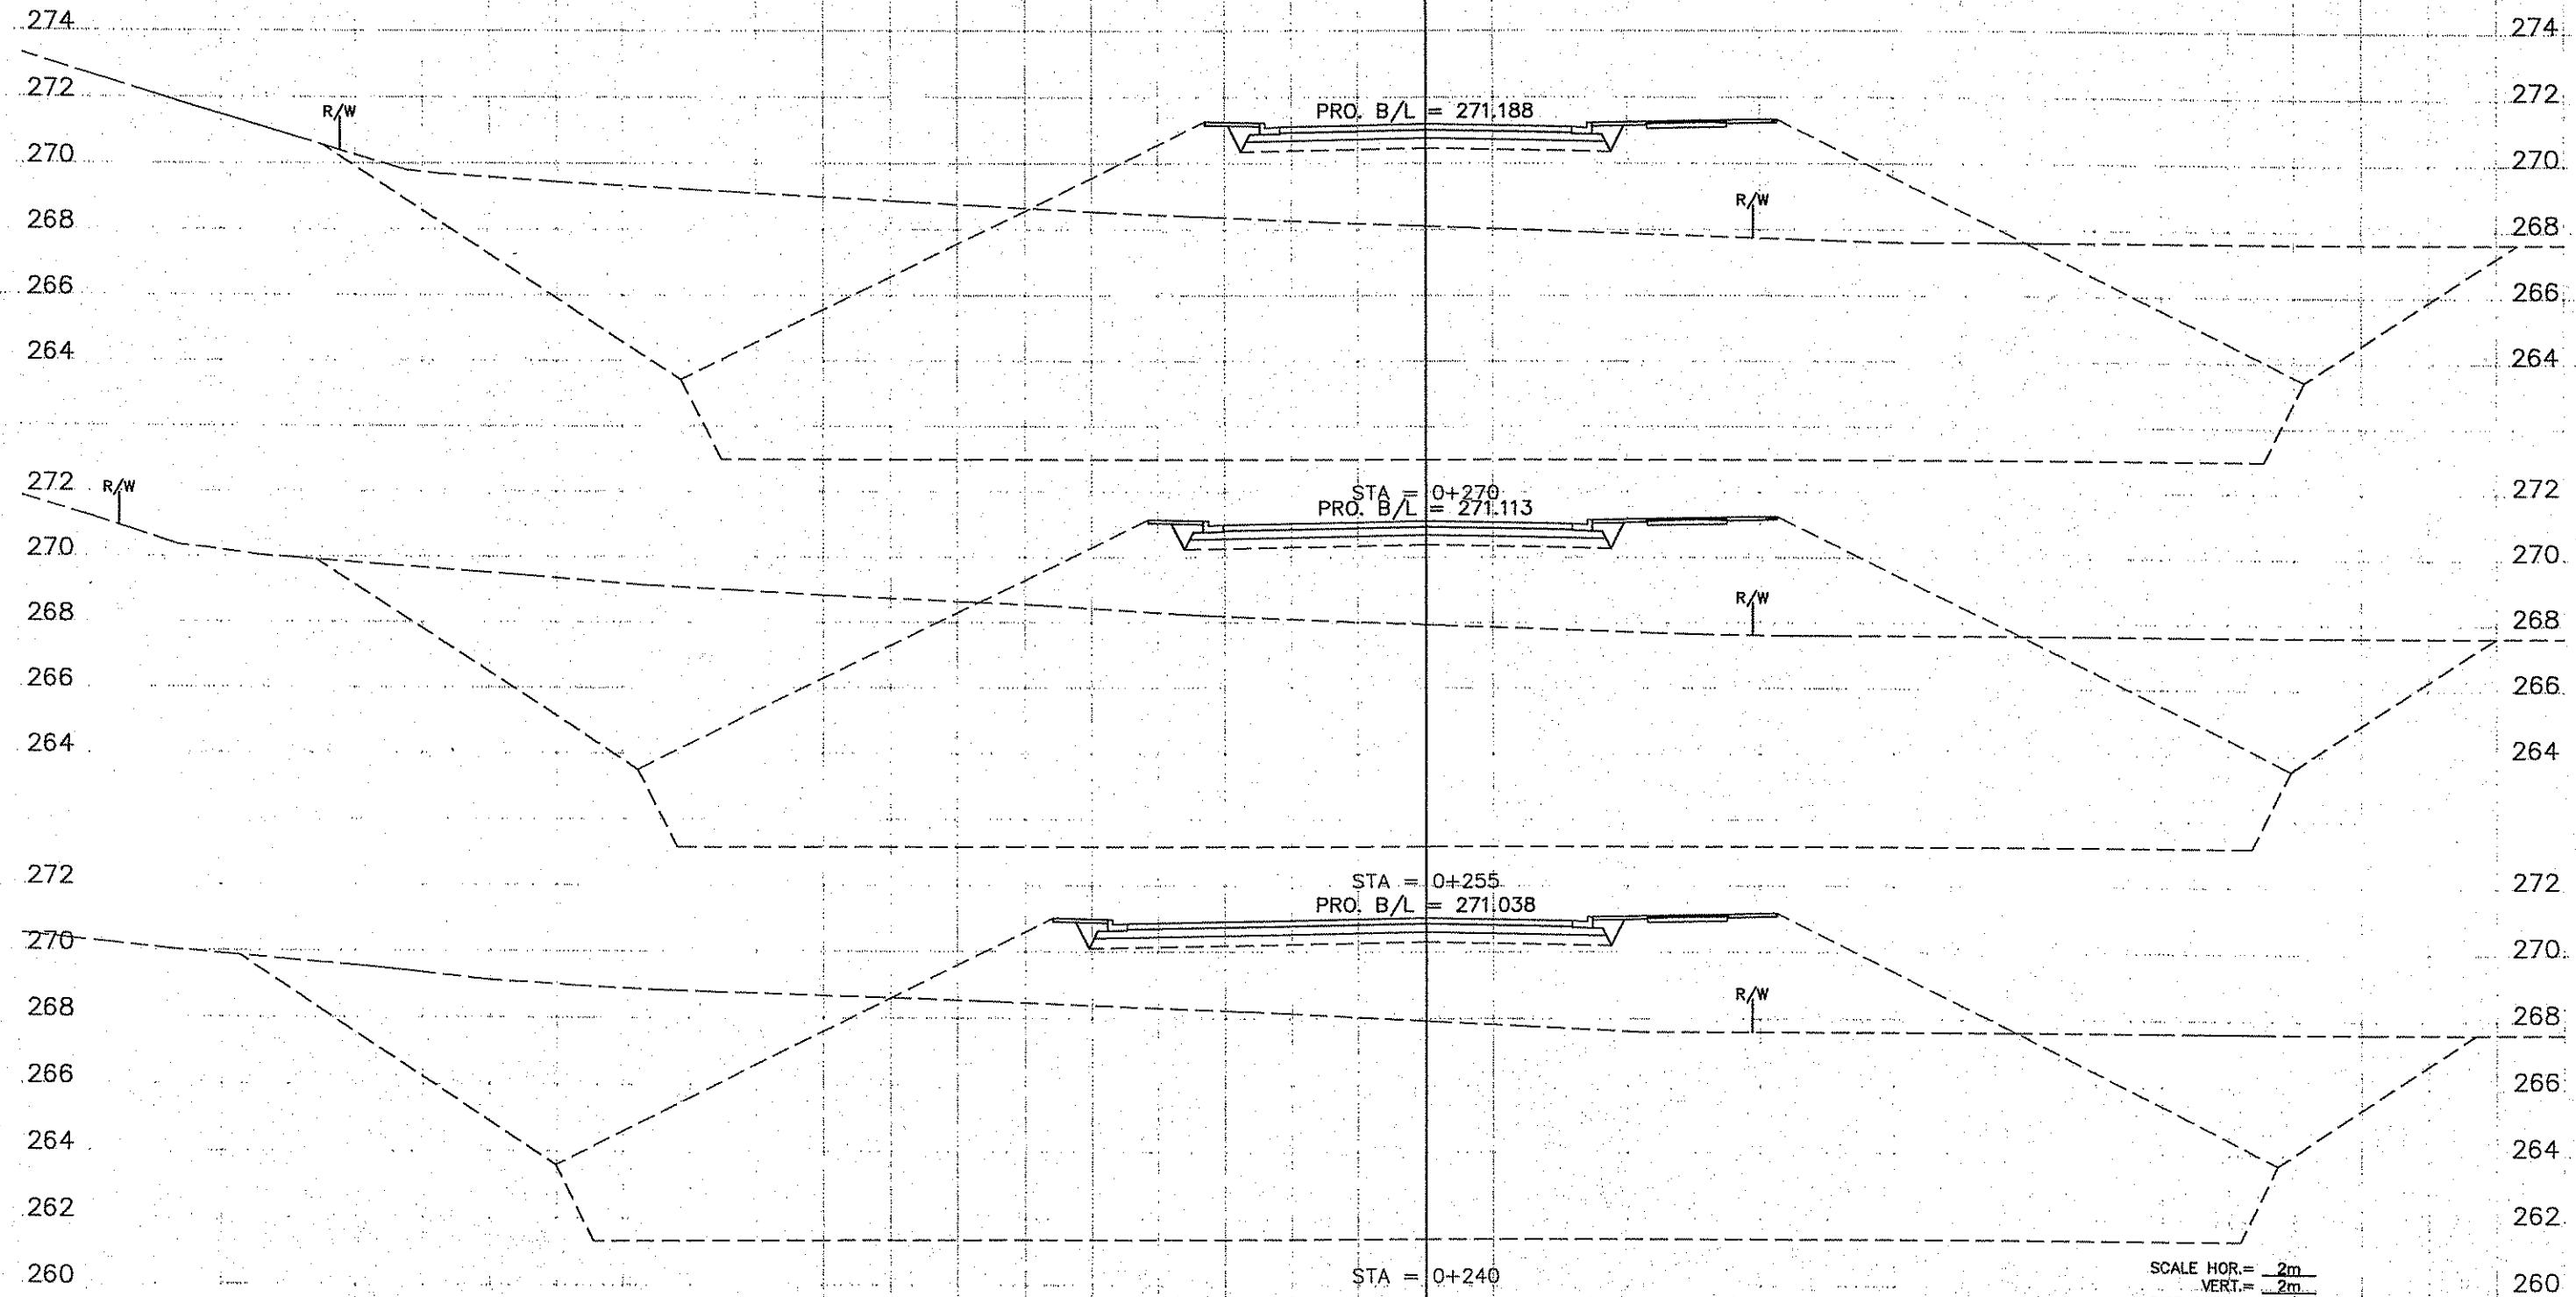 274 274
272 272
R/W PRO. B/L = 271.188
270 270
R/W
268 268
266 266
264 264
272 R/W 272
STA = 0+270
PRO. B/L = 271.113
270 270
268 R/W 268
266 266
264 264
272 STA = 0+255 272
PRO. B/L = 271.038
270 270
R/W
268 268
266 266
264 264
262 262
260 STA = 0+240 260
SCALE HOR.= 2m
VERT.= 2m